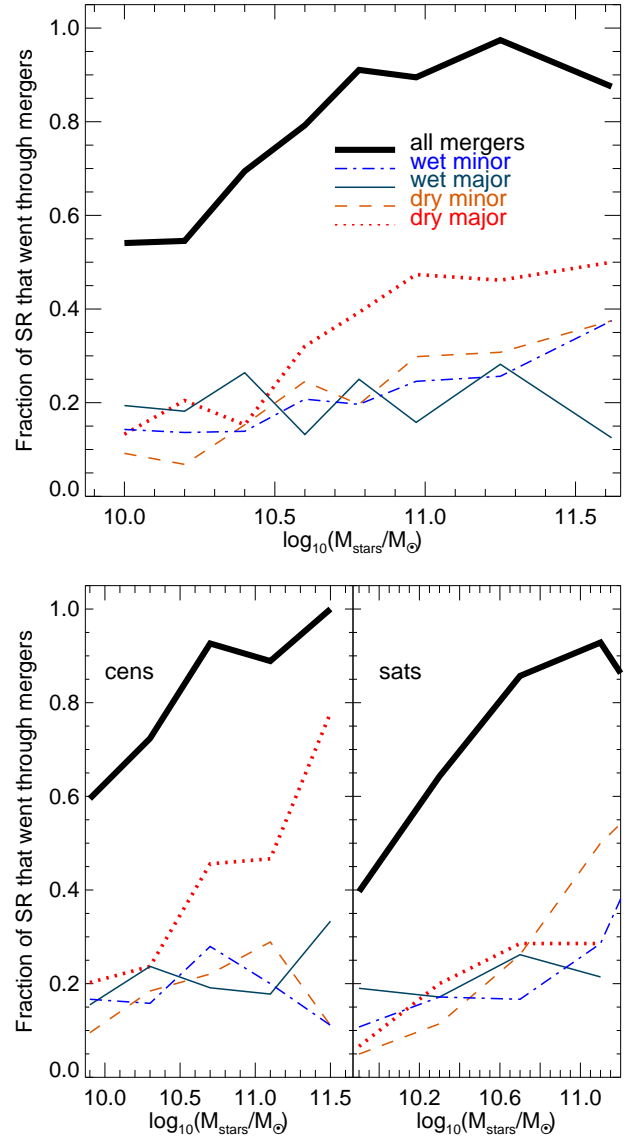 1.0
0.8
0.6
0.4
0.2
0.0
Fraction of SR that went through mergers
all mergers
wet minor
wet major
dry minor
dry major
10.0 10.5 11.0 11.5
log10(Mstars/M⊙)
1.0
0.8
0.6
0.4
0.2
0.0
Fraction of SR that went through mergers
cens
sats
10.0 10.5 11.0 11.5
10.2 10.6 11.0
log10(Mstars/M⊙)
log10(Mstars/M⊙)